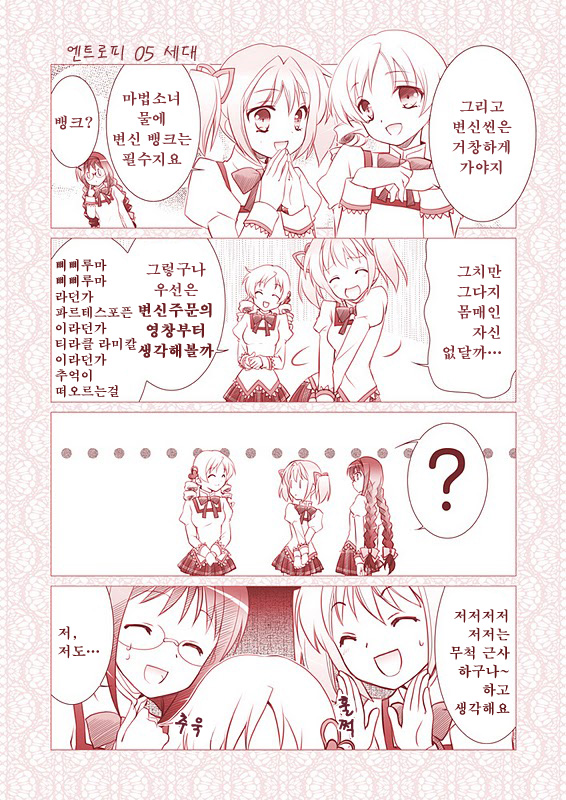 엔트로피 05 세대
그리고
변신씬은
거창하게
가야지
마법소녀
물에
변신 뱅크는
필수지요
뱅크?
그치만
그다지
몸매인
자신
없달까…
그렇구나
우선은
변신주문의
영창부터
생각해볼까
삐삐루마
삐삐루마
라던가
파르테스포픈
이라던가
티라클 라미칼
이라던가
추억이
떠오르는걸
?
저저저저
저저는
무척 근사
하구나~
하고
생각해요
훌
쩍
추욱
저,
저도…